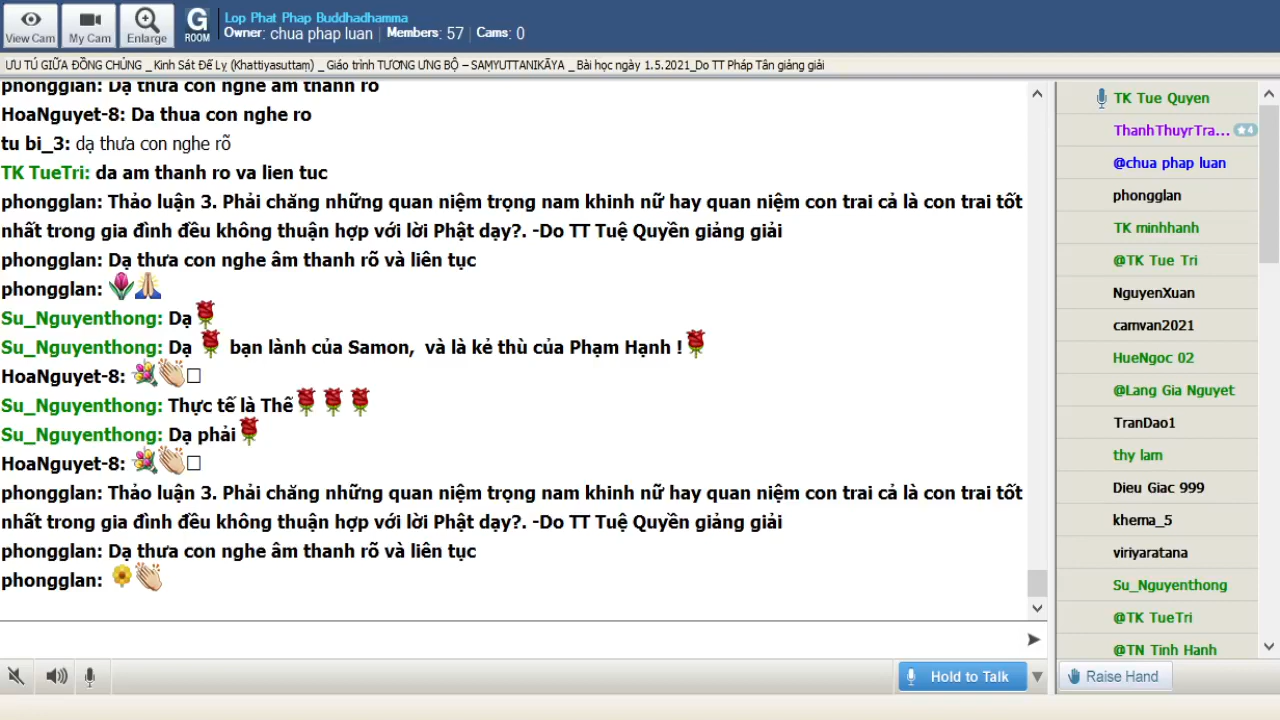 View Cam
My Cam
Enlarge
G
ROOM
Lop Phat Phap Buddhadhamma
Owner: chua phap luan Members: 57 Cams: 0
ƯU TÚ GIỮA ĐỒNG CHỦNG _Kinh Sát Đế Lỵ (Khattiyasuttaṃ) _Giáo trình TƯƠNG ƯNG BỘ – SAṂYUTTANIKĀYA _Bài học ngày 1.5.2021_Do TT Pháp Tân giảng giải
phongglan: Dạ thưa con nghe âm thanh rõ
HoaNguyet-8: Da thua con nghe ro
tu bi_3: dạ thưa con nghe rõ
TK TueTri: da am thanh ro va lien tuc
phongglan: Thảo luận 3. Phải chăng những quan niệm trọng nam khinh nữ hay quan niệm con trai cả là con trai tốt
nhất trong gia đình đều không thuận hợp với lời Phật dạy?. -Do TT Tuệ Quyền giảng giải
phongglan: Dạ thưa con nghe âm thanh rõ và liên tục
phongglan: 🌷🙏
Su_Nguyenthong: Dạ🌹
Su_Nguyenthong: Dạ 🌹 bạn lành của Samon, và là kẻ thù của Phạm Hạnh !🌹
HoaNguyet-8: 💐👏□
Su_Nguyenthong: Thực tế là Thế🌹🌹🌹
Su_Nguyenthong: Dạ phải🌹
HoaNguyet-8: 💐👏□
phongglan: Thảo luận 3. Phải chăng những quan niệm trọng nam khinh nữ hay quan niệm con trai cả là con trai tốt
nhất trong gia đình đều không thuận hợp với lời Phật dạy?. -Do TT Tuệ Quyền giảng giải
phongglan: Dạ thưa con nghe âm thanh rõ và liên tục
phongglan: 🌼👏
TK Tue Quyen
ThanhThuyrTra... ★4
@chua phap luan
phongglan
TK minhhanh
@TK Tue Tri
NguyenXuan
camvan2021
HueNgoc 02
@Lang Gia Nguyet
TranDao1
thy lam
Dieu Giac 999
khema_5
viriyaratana
Su_Nguyenthong
@TK TueTri
@TN Tinh Hanh
Hold to Talk
Raise Hand